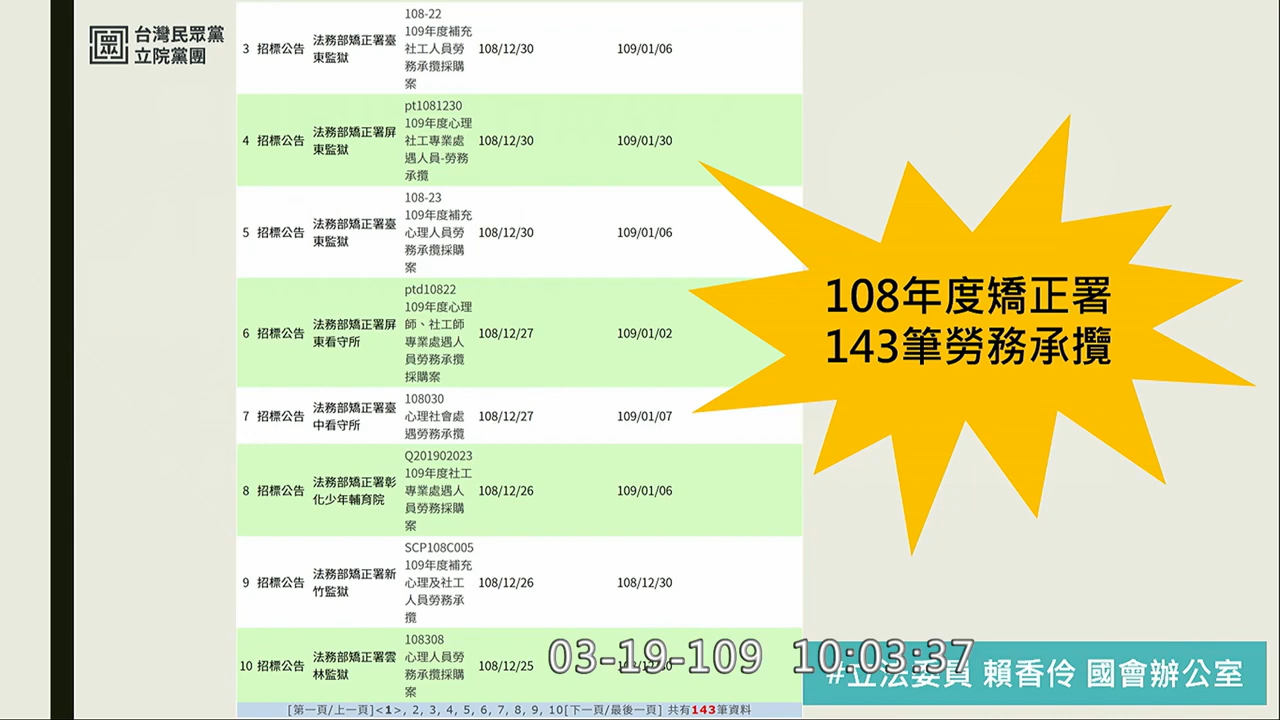 台灣民眾黨
立院黨團
108-22
109年度補充
社工人員勞
務承攬採購
案
3 招標公告 法務部矯正署臺
東監獄
108/12/30 109/01/06
pt1081230
109年度心理
社工專業處
遇人員-勞務
承攬
4 招標公告 法務部矯正署屏
東監獄
108/12/30 109/01/30
108-23
109年度補充
心理人員勞
務承攬採購
案
5 招標公告 法務部矯正署臺
東監獄
108/12/30 109/01/06
ptd10822
109年度心理
師、社工師
專業處遇人
員勞務承攬
採購案
6 招標公告 法務部矯正署屏
東看守所
108/12/27 109/01/02
108030
心理社會處
遇勞務承攬
7 招標公告 法務部矯正署臺
中看守所
108/12/27 109/01/07
Q201902023
109年度社工
專業處遇人
員勞務採購
案
8 招標公告 法務部矯正署彰
化少年輔育院
108/12/26 109/01/06
SCP108C005
109年度補充
心理及社工
人員勞務承
攬
9 招標公告 法務部矯正署新
竹監獄
108/12/26 108/12/30
108308
心理人員勞
務承攬採購
案
10 招標公告 法務部矯正署雲
林監獄
108/12/25
[第一頁/上一頁]<1>, 2, 3, 4, 5, 6, 7, 8, 9, 10[下一頁/最後一頁] 共有143筆資料
108年度矯正署
143筆勞務承攬
03-19-109 10:03:37
#立法委員 賴香伶 國會辦公室